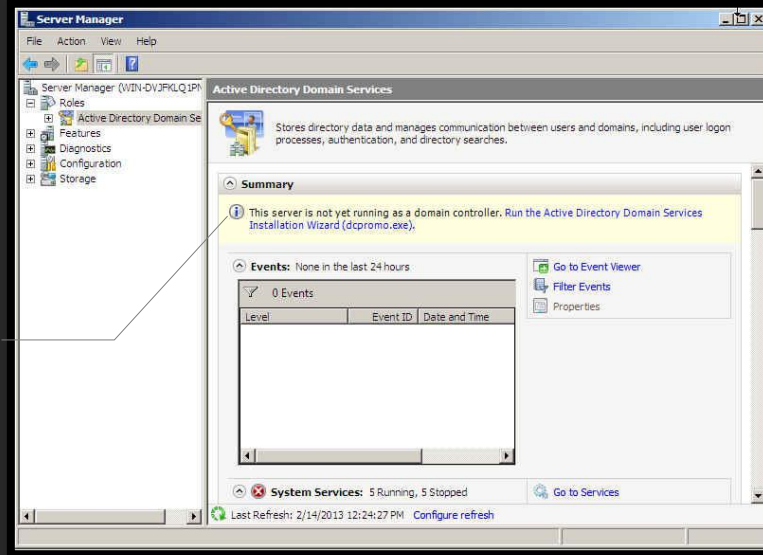 Server Manager
File Action View Help
Server Manager (WIN-DVJFKLQ1PN
Roles
Active Directory Domain Se
Features
Diagnostics
Configuration
Storage
Active Directory Domain Services
Stores directory data and manages communication between users and domains, including user logon
processes, authentication, and directory searches.
Summary
This server is not yet running as a domain controller. Run the Active Directory Domain Services
Installation Wizard (dcpromo.exe).
Events: None in the last 24 hours
0 Events
Level Event ID Date and Time
Go to Event Viewer
Filter Events
Properties
System Services: 5 Running, 5 Stopped
Go to Services
Last Refresh: 2/14/2013 12:24:27 PM Configure refresh